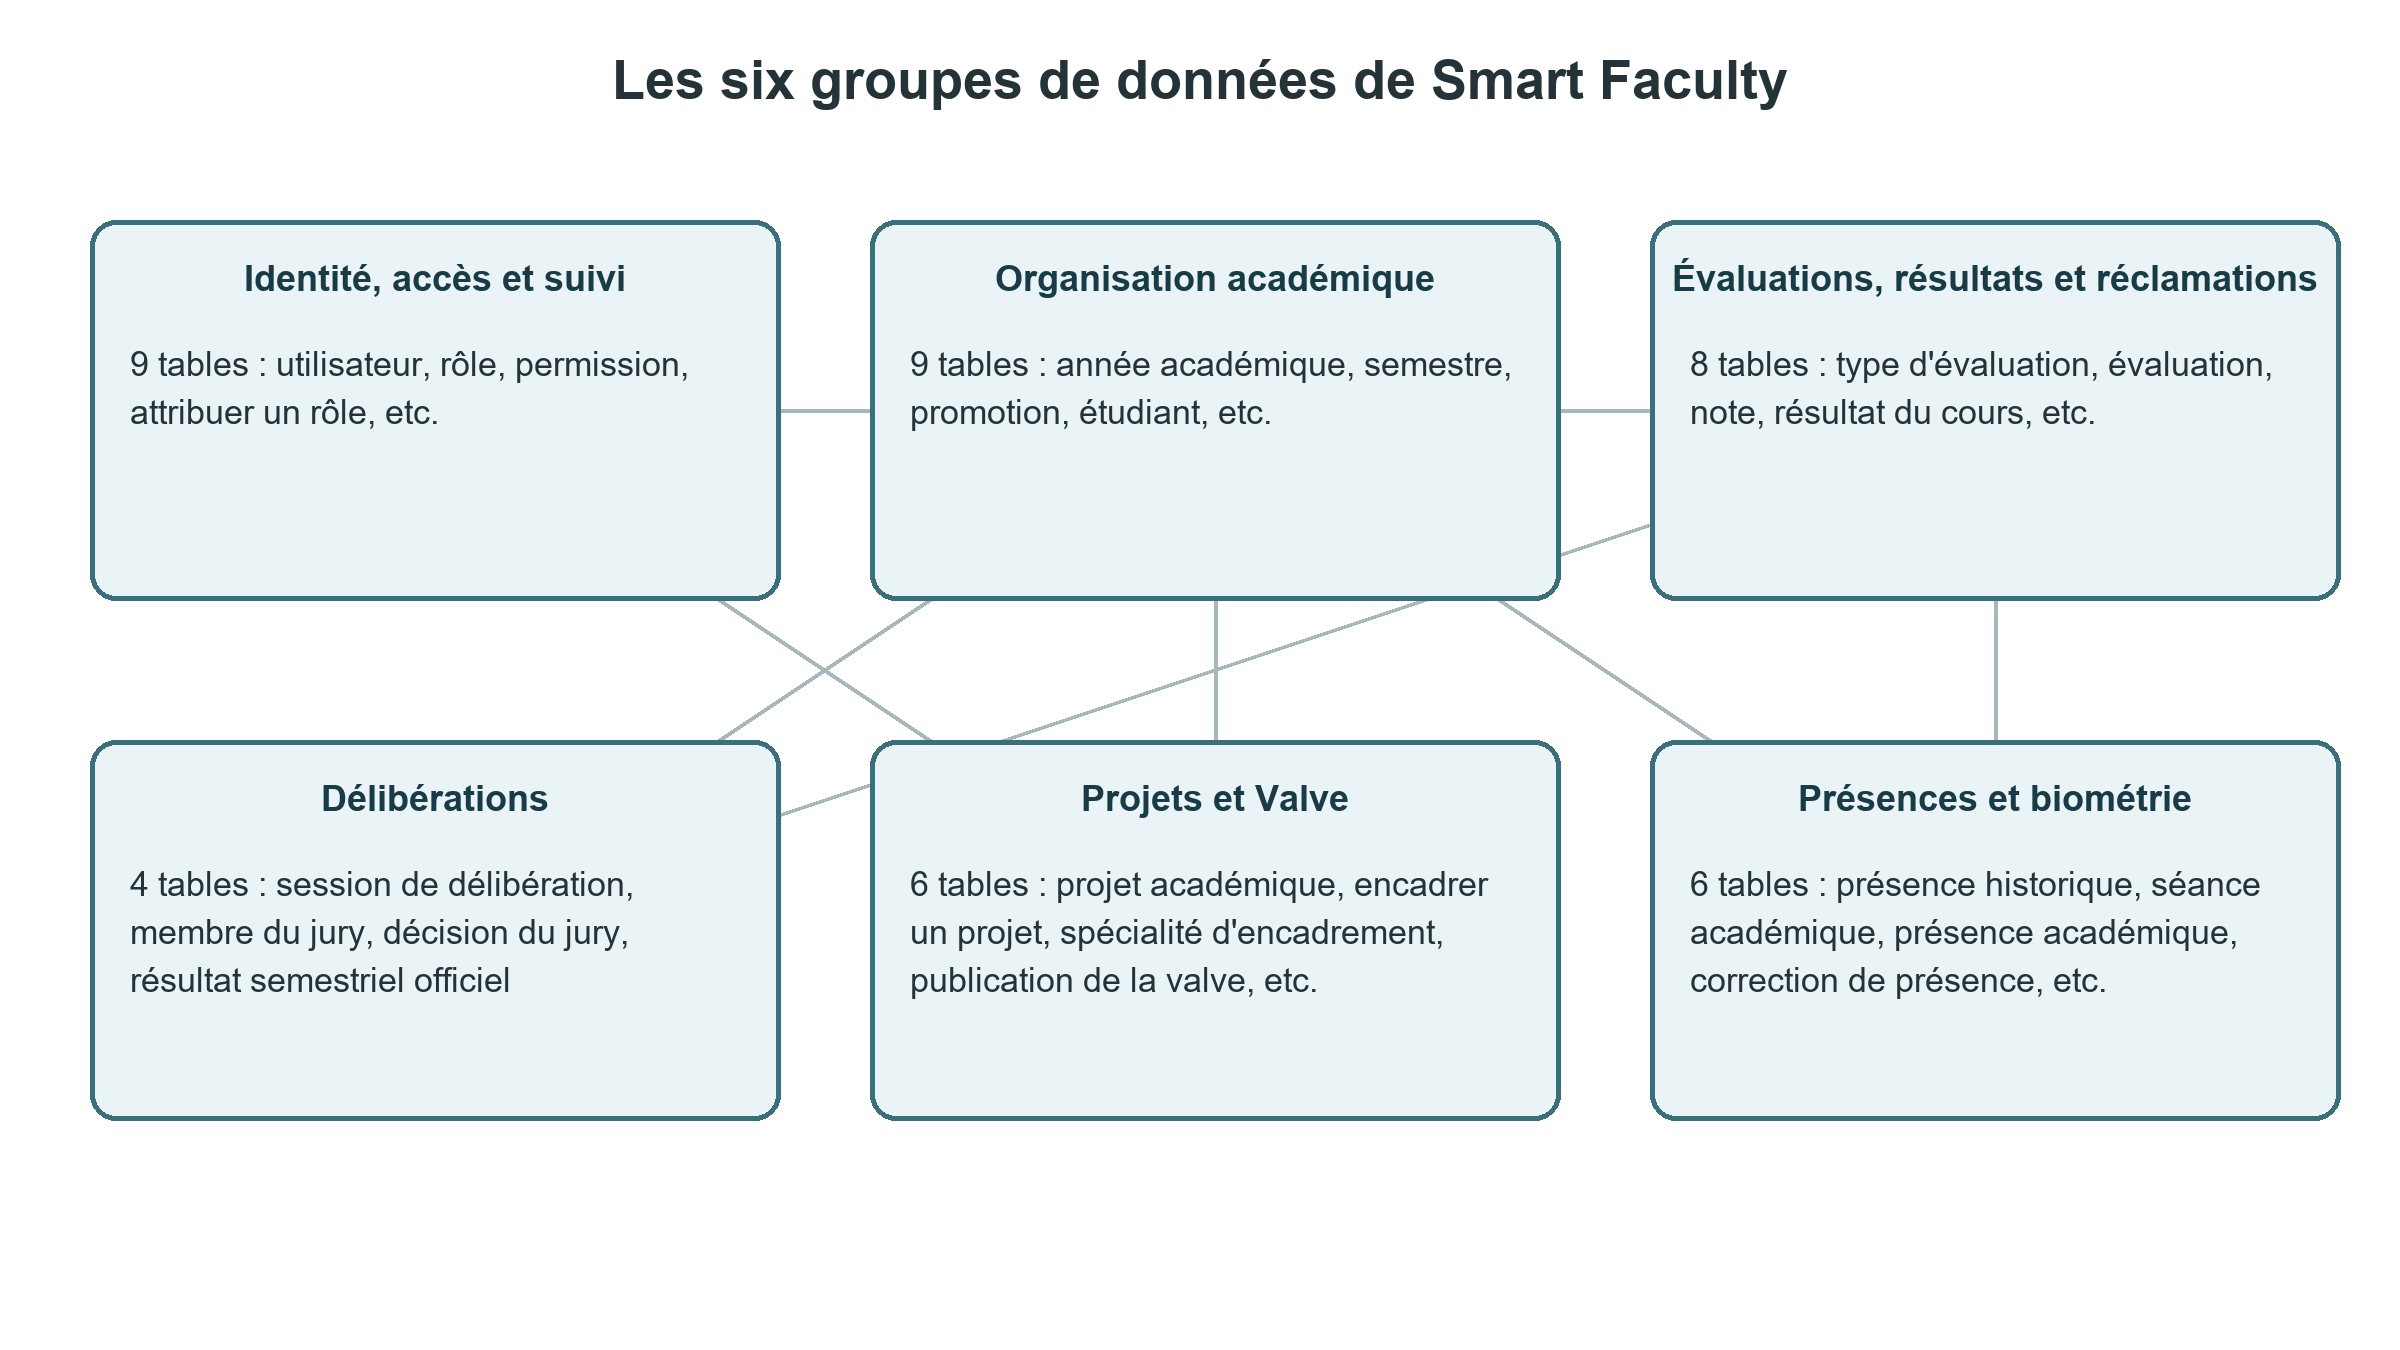 Les six groupes de données de Smart Faculty
Identité, accès et suivi
9 tables : utilisateur, rôle, permission,
attribuer un rôle, etc.
Organisation académique
9 tables : année académique, semestre,
promotion, étudiant, etc.
Évaluations, résultats et réclamations
8 tables : type d'évaluation, évaluation,
note, résultat du cours, etc.
Délibérations
4 tables : session de délibération,
membre du jury, décision du jury,
résultat semestriel officiel
Projets et Valve
6 tables : projet académique, encadrer
un projet, spécialité d'encadrement,
publication de la valve, etc.
Présences et biométrie
6 tables : présence historique, séance
académique, présence académique,
correction de présence, etc.